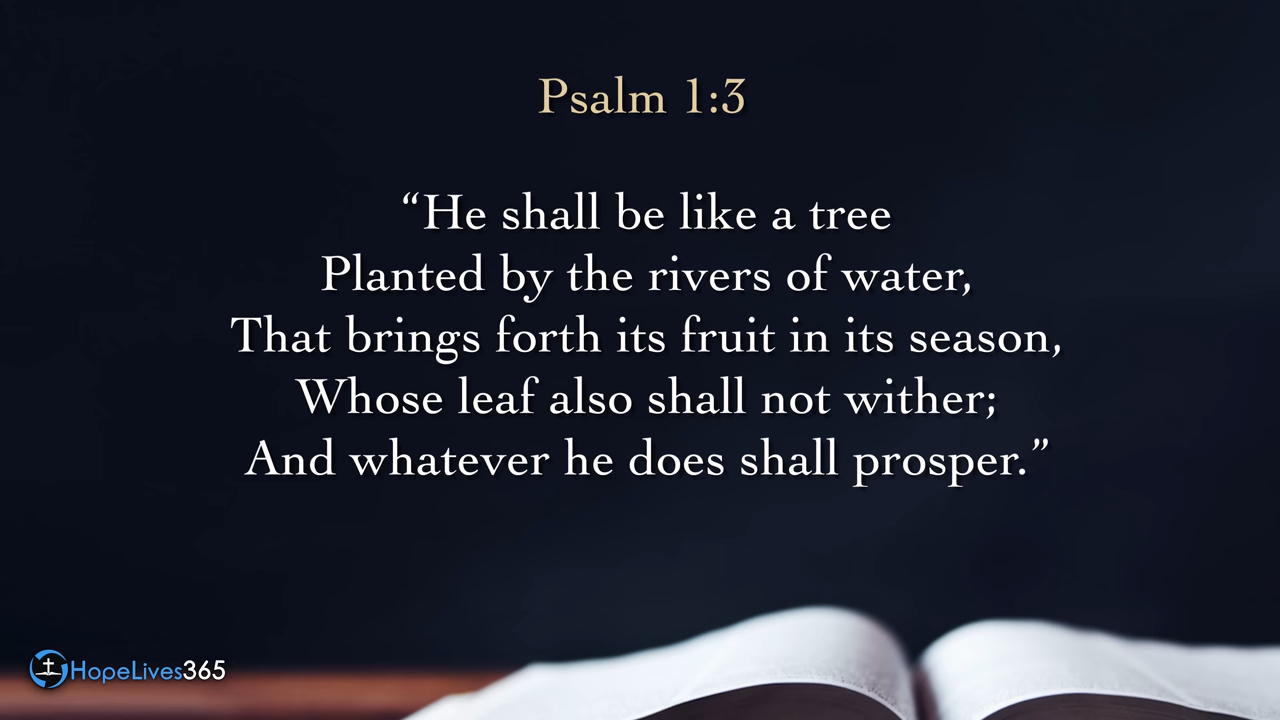 Psalm 1:3
“He shall be like a tree
Planted by the rivers of water,
That brings forth its fruit in its season,
Whose leaf also shall not wither;
And whatever he does shall prosper.”
HopeLives365